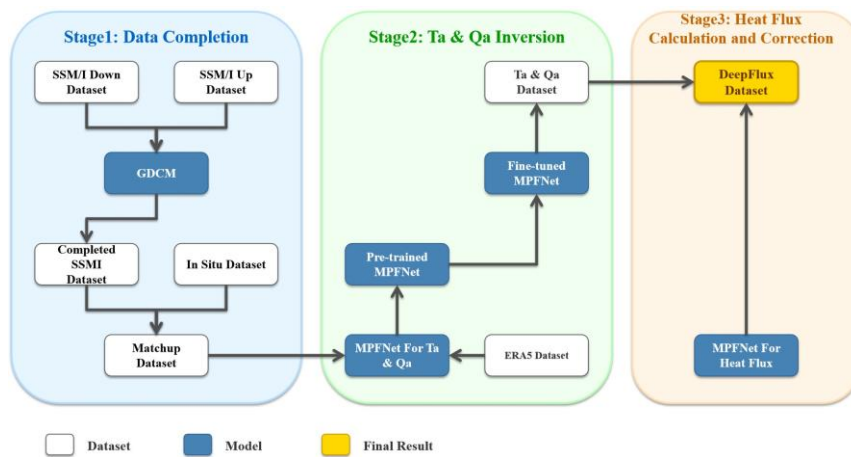 Stage1: Data Completion
SSM/I Down
Dataset
SSM/I Up
Dataset
GDCM
Completed
SSMI
Dataset
In Situ Dataset
Matchup
Dataset
Stage2: Ta & Qa Inversion
Ta & Qa
Dataset
Fine-tuned
MPFNet
Pre-trained
MPFNet
MPFNet For Ta
& Qa
ERA5 Dataset
Stage3: Heat Flux
Calculation and Correction
DeepFlux
Dataset
MPFNet For
Heat Flux
Dataset
Model
Final Result